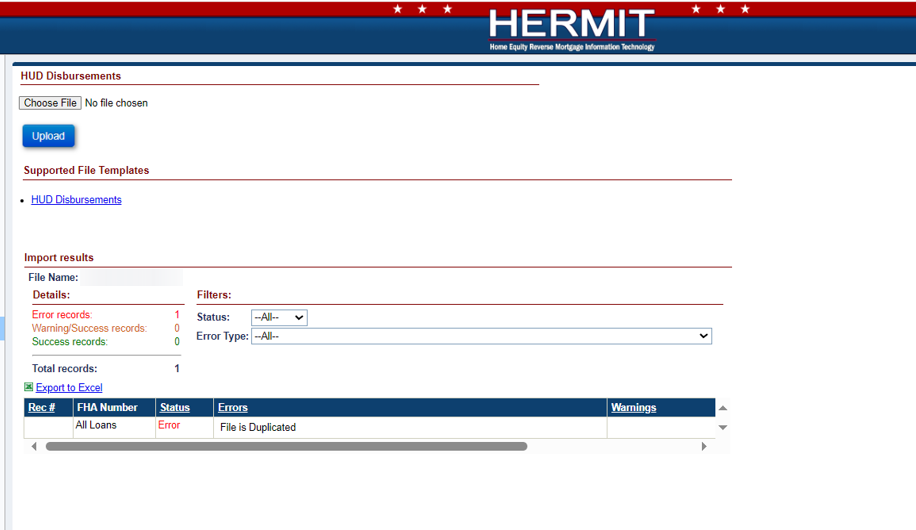 HERMIT
Home Equity Reverse Mortgage Information Technology
HUD Disbursements
Choose File No file chosen
Upload
Supported File Templates
HUD Disbursements
Import results
File Name:
Details: Filters:
Error records: 1 Status: --All--
Warning/Success records: 0 Error Type: --All--
Success records: 0
Total records: 1
Export to Excel
Rec # FHA Number Status Errors Warnings
All Loans Error File is Duplicated